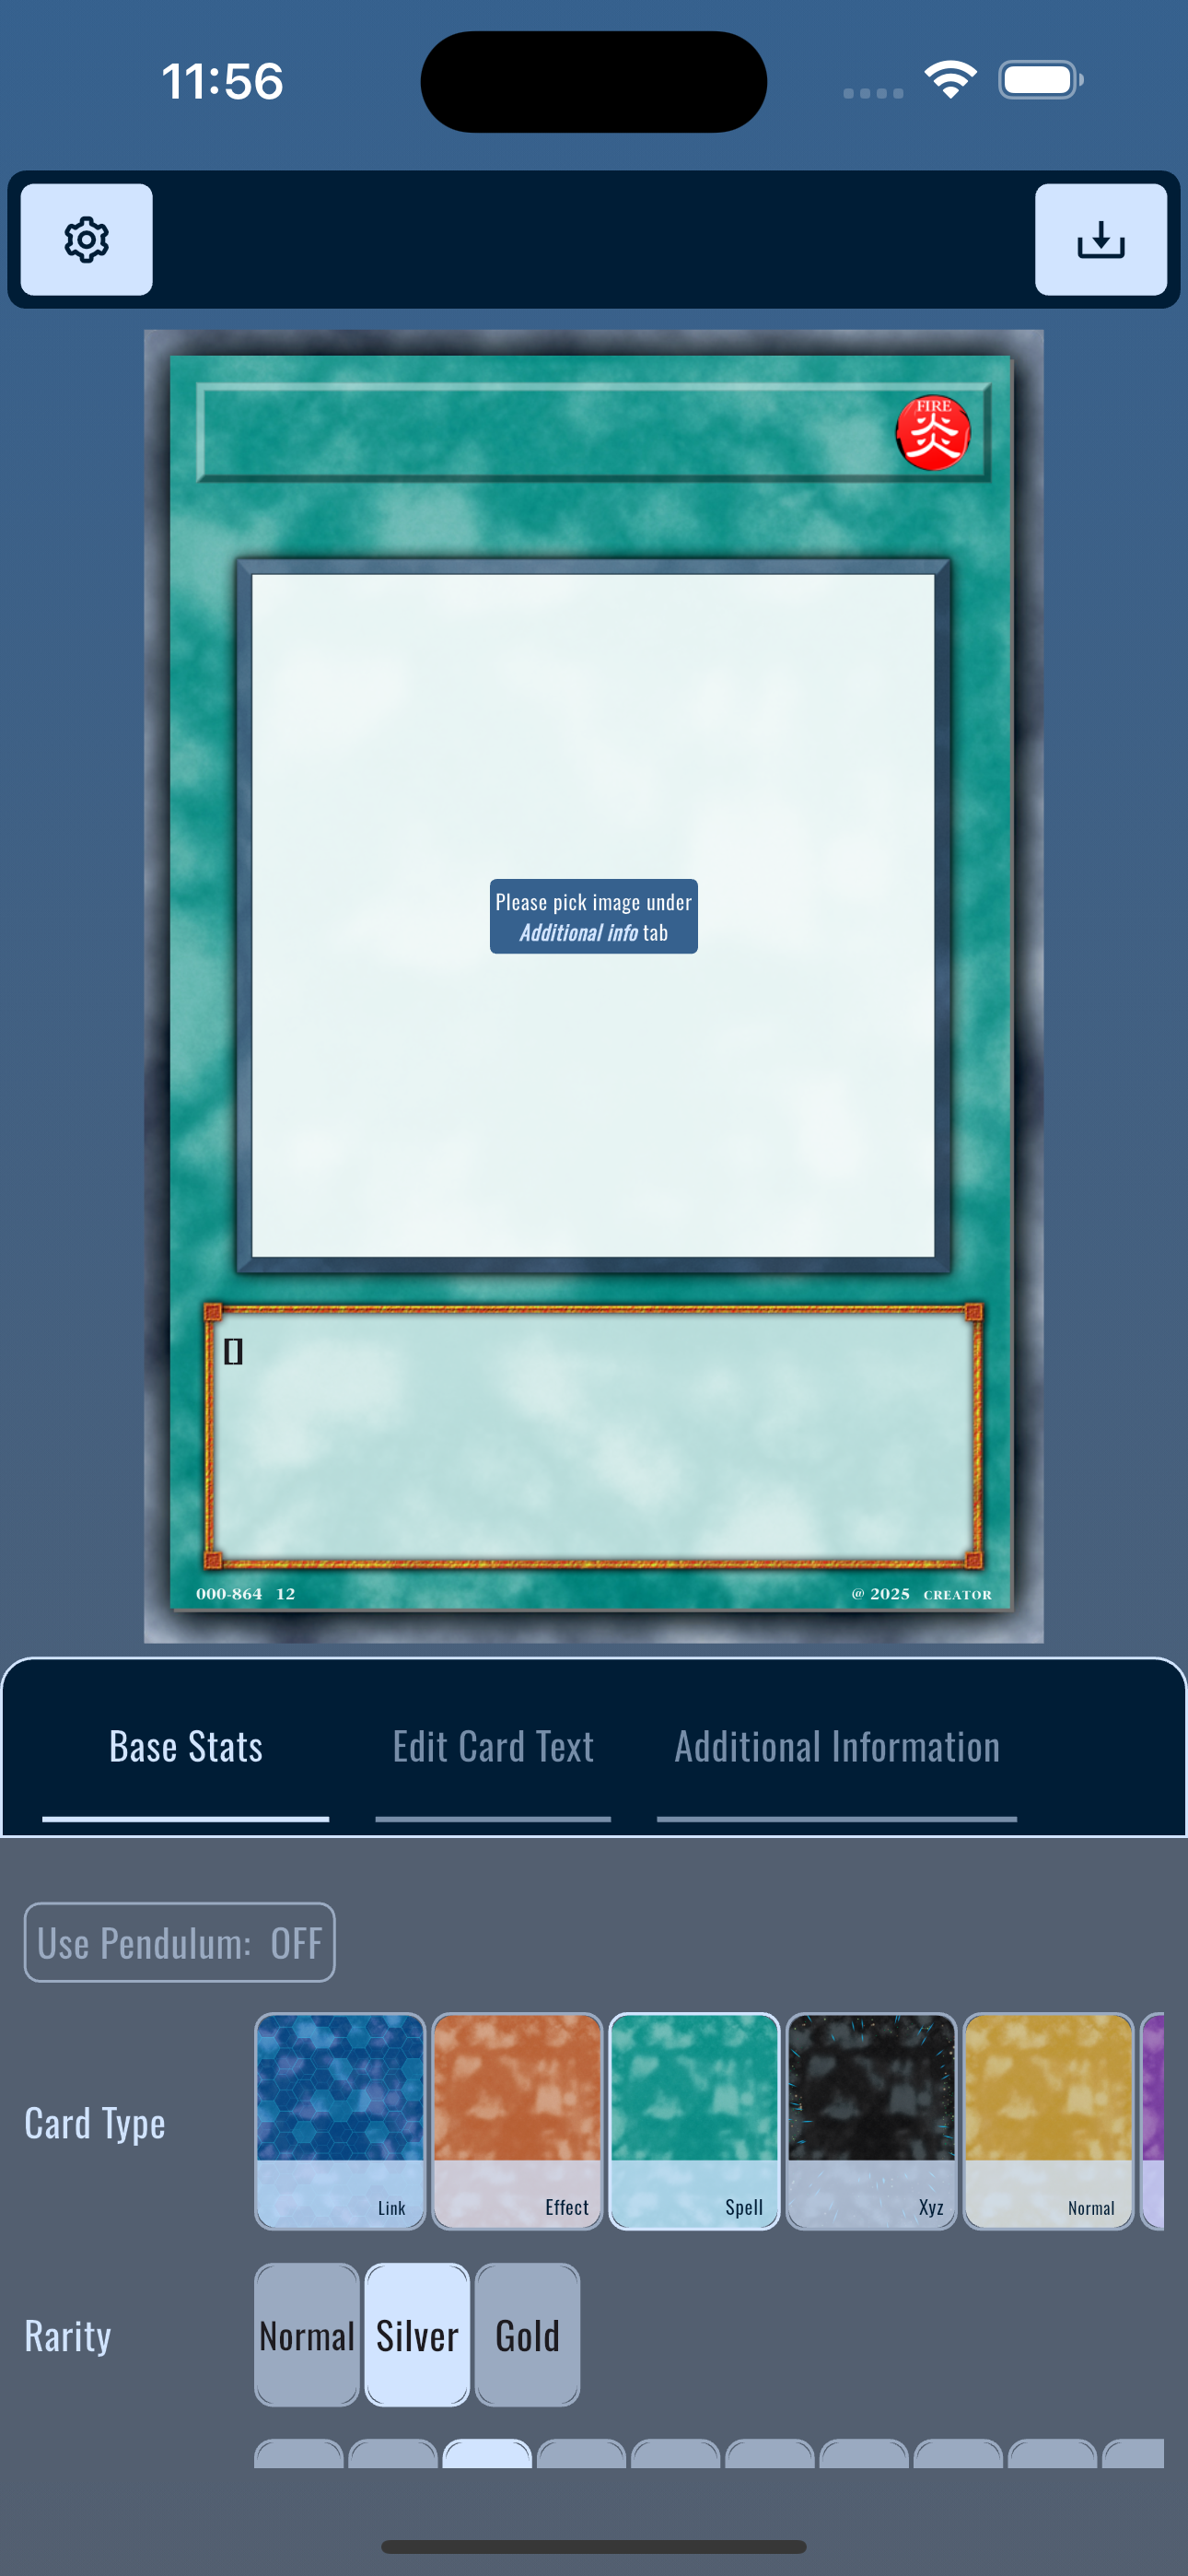 11:56
FIRE
炎
Please pick image under
Additional info tab
[]
000-864 12 @ 2025 CREATOR
Base Stats Edit Card Text Additional Information
Use Pendulum: OFF
Card Type
Link Effect Spell Xyz Normal
Rarity
Normal Silver Gold